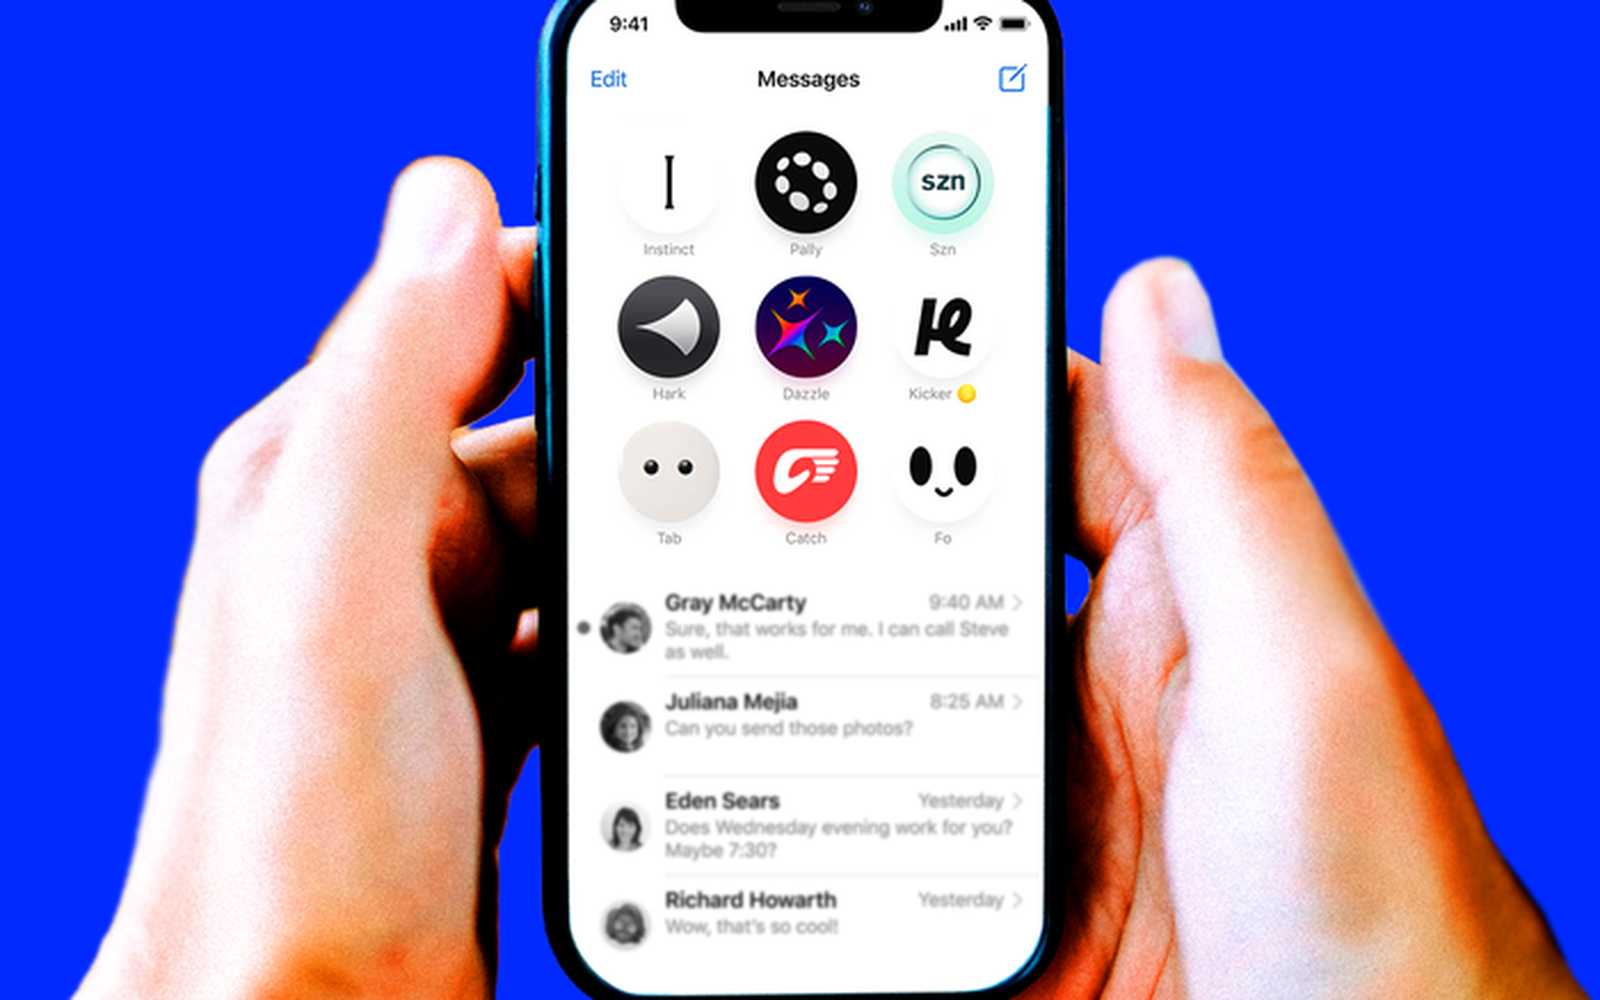 9:41
Edit
Messages
I
szn
Instinct
Pally
Szn
K
Hark
Dazzle
Kicker
Tab
Catch
Fo
Gray McCarty
9:40 AM
Sure, that works for me. I can call Steve
as well.
Juliana Mejia
8:25 AM
Can you send those photos?
Eden Sears
Yesterday
Does Wednesday evening work for you?
Maybe 7:30?
Richard Howarth
Yesterday
Wow, that's so cool!